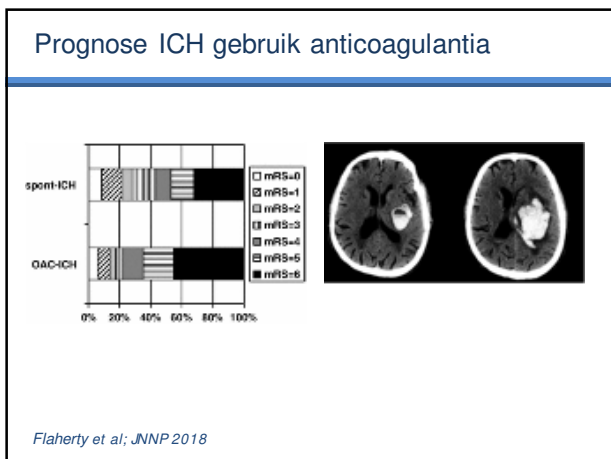 Prognose ICH gebruik anticoagulantia
spont-ICH
OAC-ICH
0% 20% 40% 60% 80% 100%
mRS=0
mRS=1
mRS=2
mRS=3
mRS=4
mRS=5
mRS=6
Flaherty et al; JNNP 2018